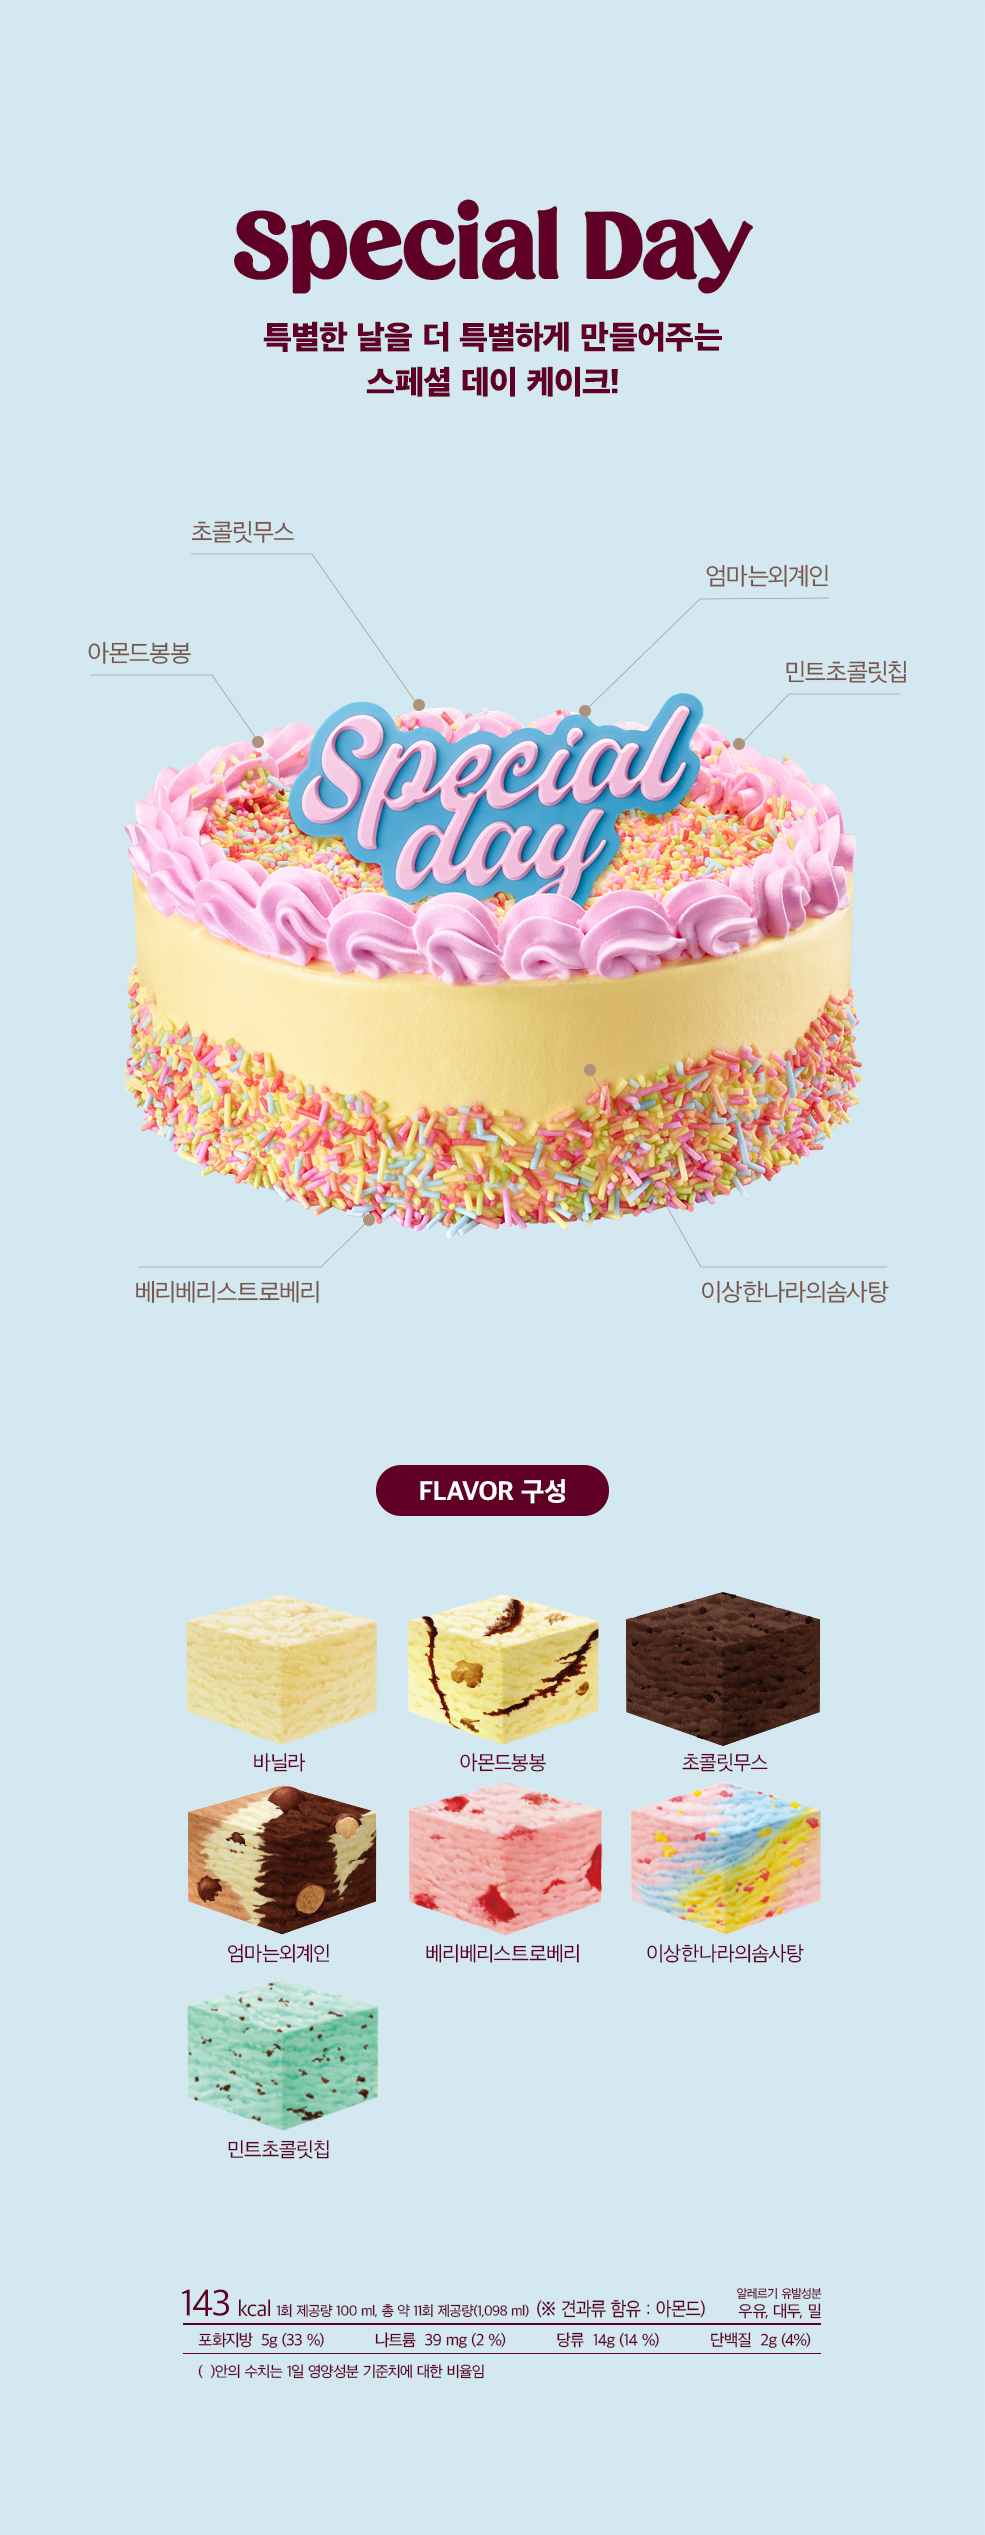 Special Day
특별한 날을 더 특별하게 만들어주는
스페셜 데이 케이크!
초콜릿무스
엄마는외계인
아몬드봉봉
민트초콜릿칩
Special
day
베리베리스트로베리
이상한나라의솜사탕
FLAVOR 구성
바닐라
아몬드봉봉
초콜릿무스
엄마는외계인
베리베리스트로베리
이상한나라의솜사탕
민트초콜릿칩
143 kcal 1회 제공량 100 ml, 총 약 11회 제공량(1,098 ml) (※ 견과류 함유 : 아몬드)
알레르기 유발성분
우유, 대두, 밀
포화지방 5g (33 %) 나트륨 39 mg (2 %) 당류 14g (14 %) 단백질 2g (4%)
( )안의 수치는 1일 영양성분 기준치에 대한 비율임